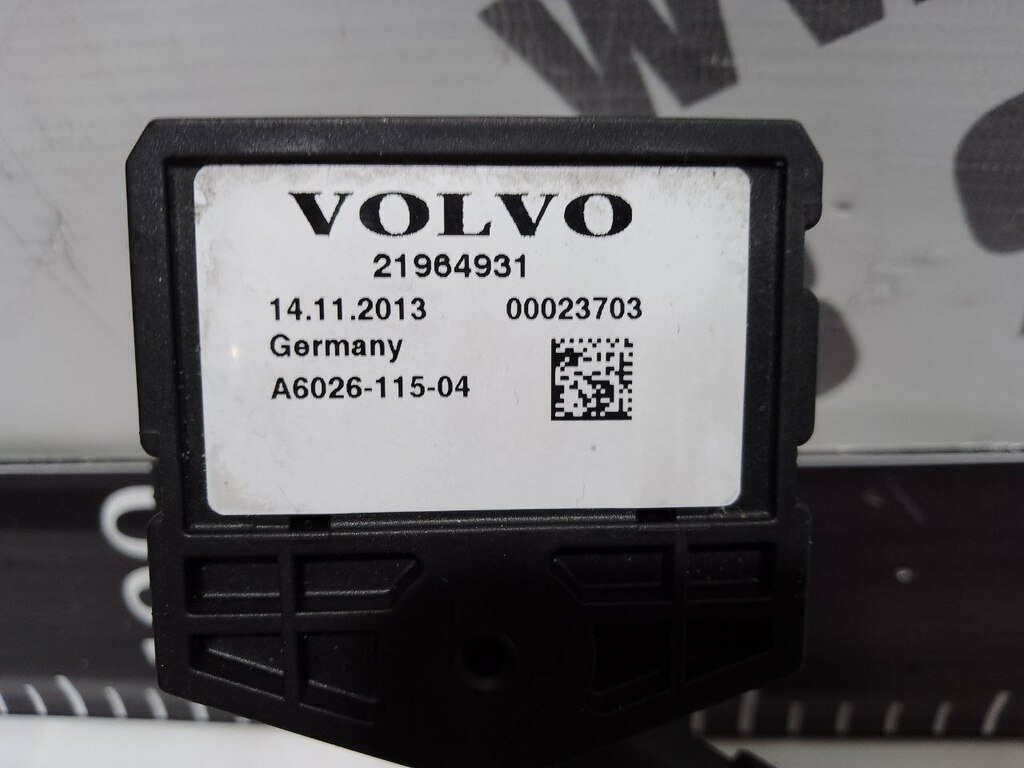 VOLVO
21964931
14.11.2013 00023703
Germany
A6026-115-04